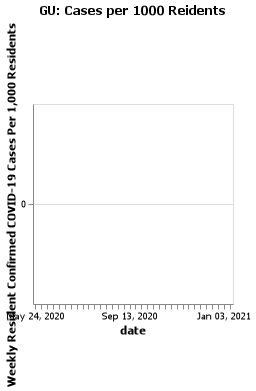 GU: Cases per 1000 Reidents
Weekly Resident Confirmed COVID-19 Cases Per 1,000 Residents
0
May 24, 2020
Sep 13, 2020
Jan 03, 2021
date